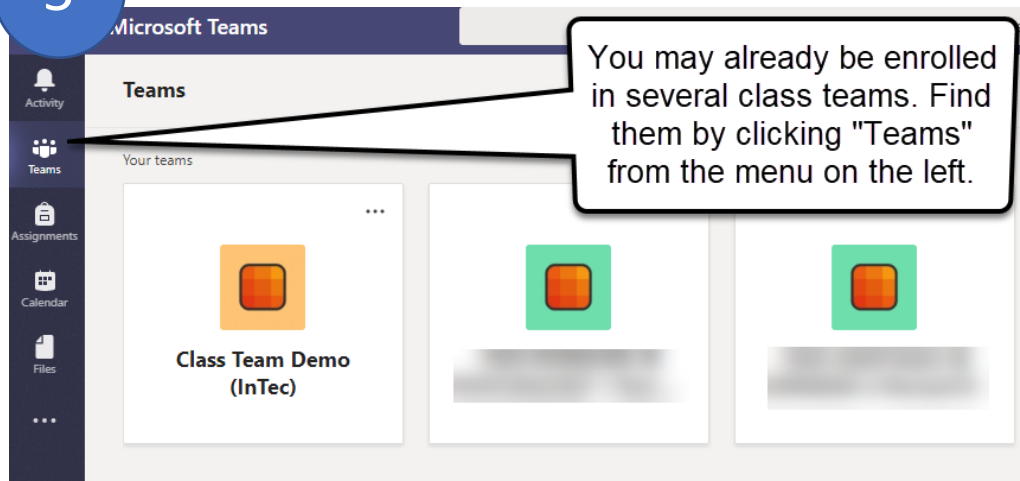 Microsoft Teams
You may already be enrolled
in several class teams. Find
them by clicking "Teams"
from the menu on the left.
Activity
Teams
Assignments
Calendar
Files
Teams
Your teams
Class Team Demo
(InTec)